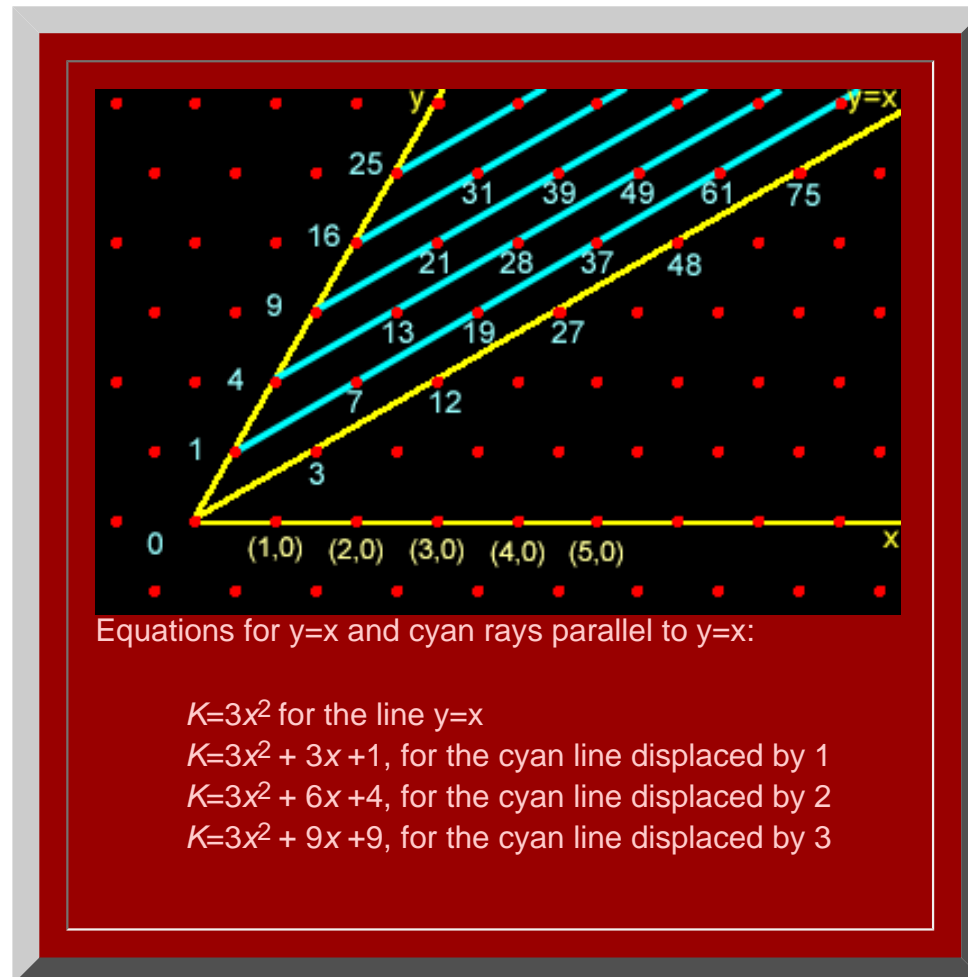 y y=x
25 31 39 49 61 75
16 21 28 37 48
9 13 19 27
4 7 12
1 3
0 (1,0) (2,0) (3,0) (4,0) (5,0) x
Equations for y=x and cyan rays parallel to y=x:
K=3x² for the line y=x
K=3x² + 3x +1, for the cyan line displaced by 1
K=3x² + 6x +4, for the cyan line displaced by 2
K=3x² + 9x +9, for the cyan line displaced by 3